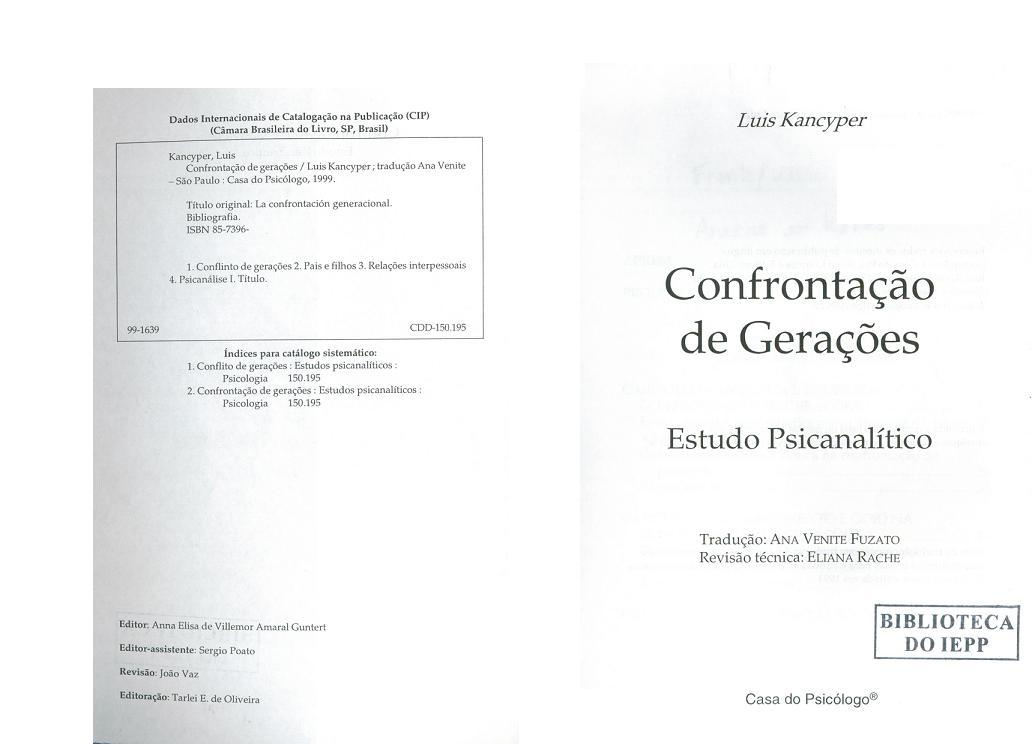 Dados Internacionais de Catalogação na Publicação (CIP)
(Câmara Brasileira do Livro, SP, Brasil)
Kancyper, Luis
Confrontação de gerações / Luis Kancyper ; tradução Ana Venite
– São Paulo : Casa do Psicólogo, 1999.
Título original: La confrontación generacional.
Bibliografia.
ISBN 85-7396-
1. Conflinto de gerações 2. Pais e filhos 3. Relações interpessoais
4. Psicanálise I. Título.
99-1639 CDD-150.195
Índices para catálogo sistemático:
1. Conflito de gerações : Estudos psicanalíticos :
Psicologia 150.195
2. Confrontação de gerações : Estudos psicanalíticos :
Psicologia 150.195
Editor: Anna Elisa de Villemor Amaral Guntert
Editor-assistente: Sergio Poato
Revisão: João Vaz
Editoração: Tarlei E. de Oliveira
Luis Kancyper
Confrontação
de Gerações
Estudo Psicanalítico
Tradução: ANA VENITE FUZATO
Revisão técnica: ELIANA RACHE
BIBLIOTECA
DO IEPP
Casa do Psicólogo®